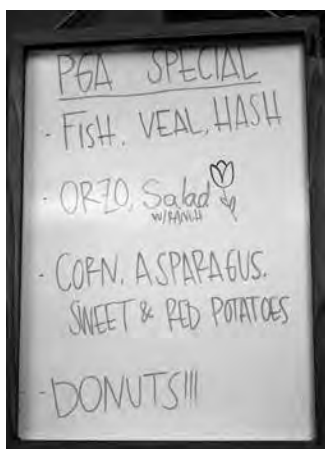 PGA SPECIAL
- FISH, VEAL, HASH
- ORZO, Salad
W/RANCH
- CORN, ASPARAGUS,
SWEET & RED POTATOES
- DONUTS!!!